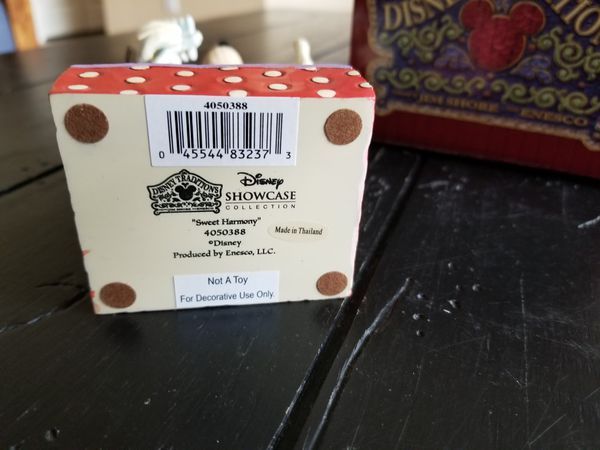 4050388
0 45544 83237 3
DISNEY TRADITIONS
Disney
SHOWCASE
COLLECTION
"Sweet Harmony"
4050388
©Disney
Produced by Enesco, LLC.
Made in Thailand
Not A Toy
For Decorative Use Only.
JIM SHORE ENESCO